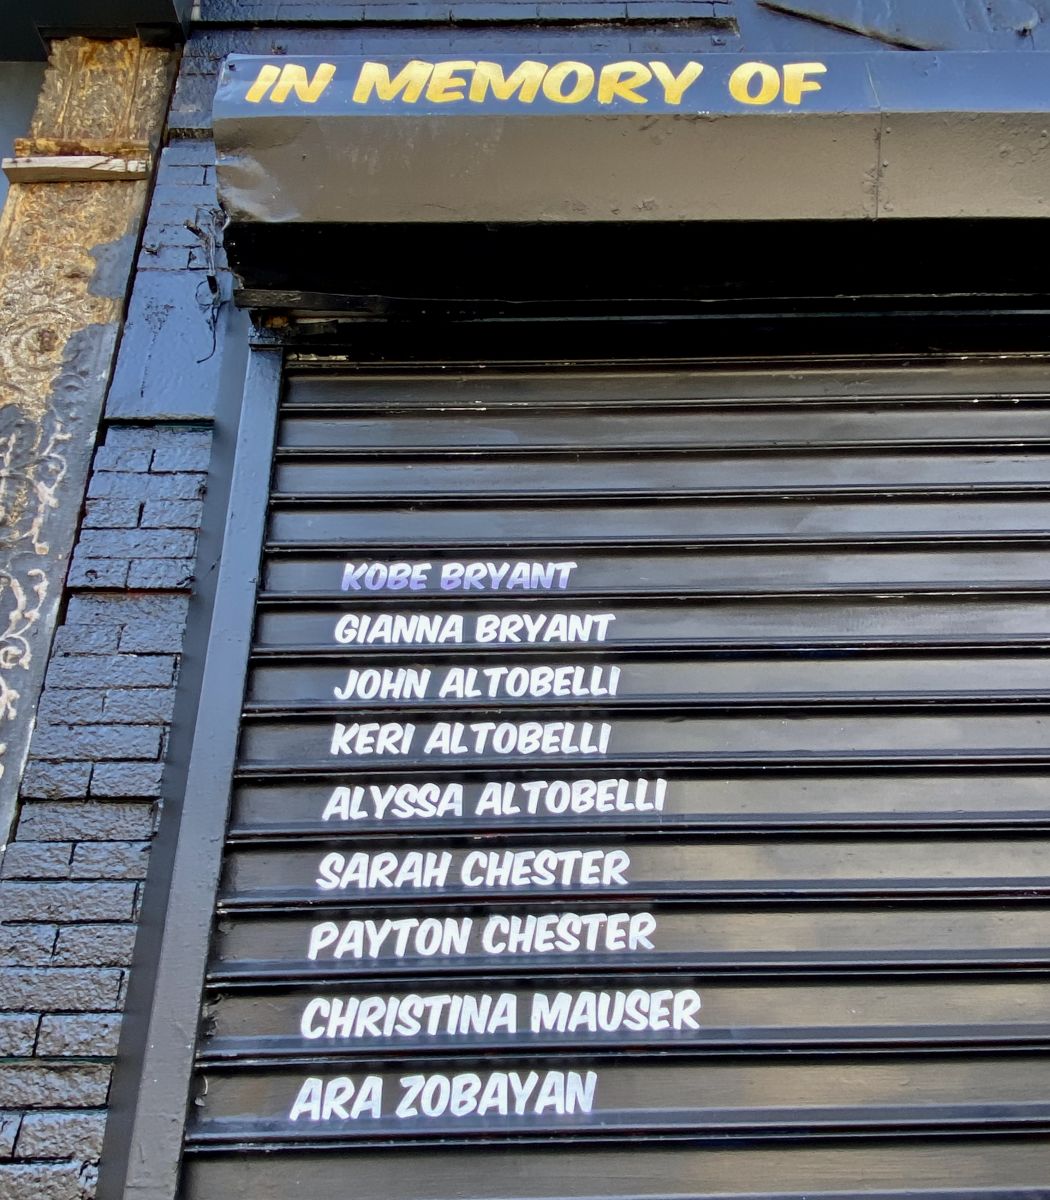 IN MEMORY OF
KOBE BRYANT
GIANNA BRYANT
JOHN ALTOBELLI
KERI ALTOBELLI
ALYSSA ALTOBELLI
SARAH CHESTER
PAYTON CHESTER
CHRISTINA MAUSER
ARA ZOBAYAN